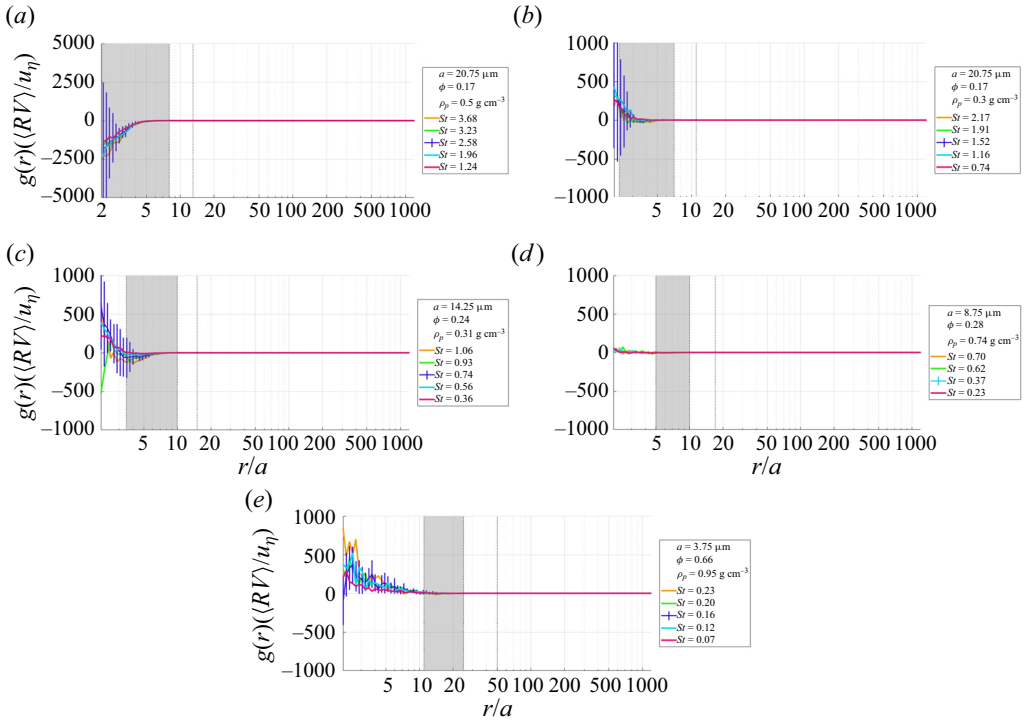 (a)
g(r)(⟨RV⟩/uη)
5000
2500
0
−2500
−5000
2 5 10 20 50 100 200 500 1000
a = 20.75 μm
ϕ = 0.17
ρp = 0.5 g cm⁻³
St = 3.68
St = 3.23
St = 2.58
St = 1.96
St = 1.24
(b)
1000
500
0
−500
−1000
5 10 20 50 100 200 500 1000
a = 20.75 μm
ϕ = 0.17
ρp = 0.3 g cm⁻³
St = 2.17
St = 1.91
St = 1.52
St = 1.16
St = 0.74
(c)
g(r)(⟨RV⟩/uη)
1000
500
0
−500
−1000
5 10 20 50 100 200 500 1000
r/a
a = 14.25 μm
ϕ = 0.24
ρp = 0.31 g cm⁻³
St = 1.06
St = 0.93
St = 0.74
St = 0.56
St = 0.36
(d)
1000
500
0
−500
−1000
5 10 20 50 100 200 500 1000
r/a
a = 8.75 μm
ϕ = 0.28
ρp = 0.74 g cm⁻³
St = 0.70
St = 0.62
St = 0.37
St = 0.23
(e)
g(r)(⟨RV⟩/uη)
1000
500
0
−500
−1000
5 10 20 50 100 200 500 1000
r/a
a = 3.75 μm
ϕ = 0.66
ρp = 0.95 g cm⁻³
St = 0.23
St = 0.20
St = 0.16
St = 0.12
St = 0.07